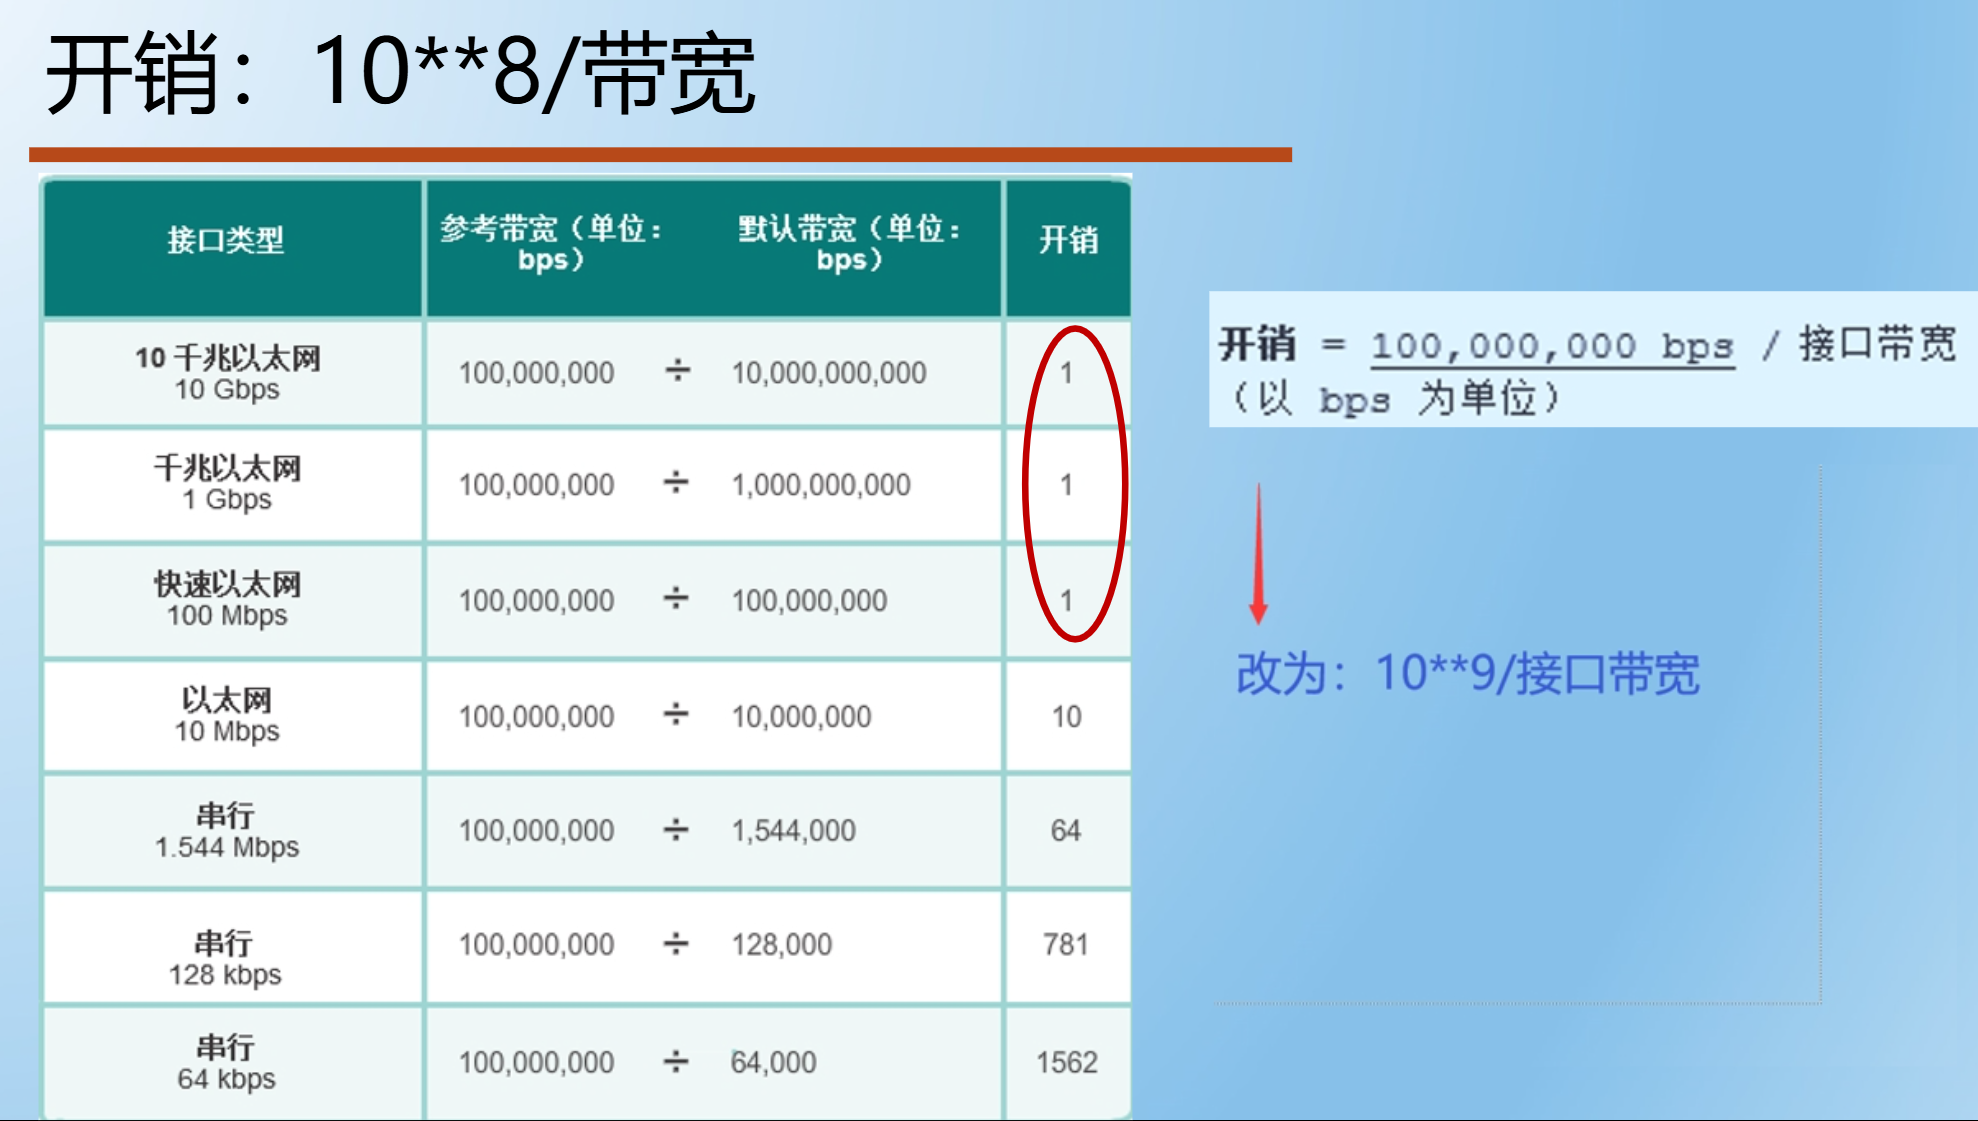 开销：10**8/带宽
接口类型
参考带宽（单位：
bps）
默认带宽（单位：
bps）
开销
10 千兆以太网
10 Gbps
100,000,000 ÷ 10,000,000,000
1
千兆以太网
1 Gbps
100,000,000 ÷ 1,000,000,000
1
快速以太网
100 Mbps
100,000,000 ÷ 100,000,000
1
以太网
10 Mbps
100,000,000 ÷ 10,000,000
10
串行
1.544 Mbps
100,000,000 ÷ 1,544,000
64
串行
128 kbps
100,000,000 ÷ 128,000
781
串行
64 kbps
100,000,000 ÷ 64,000
1562
开销 = 100,000,000 bps / 接口带宽
（以 bps 为单位）
改为：10**9/接口带宽